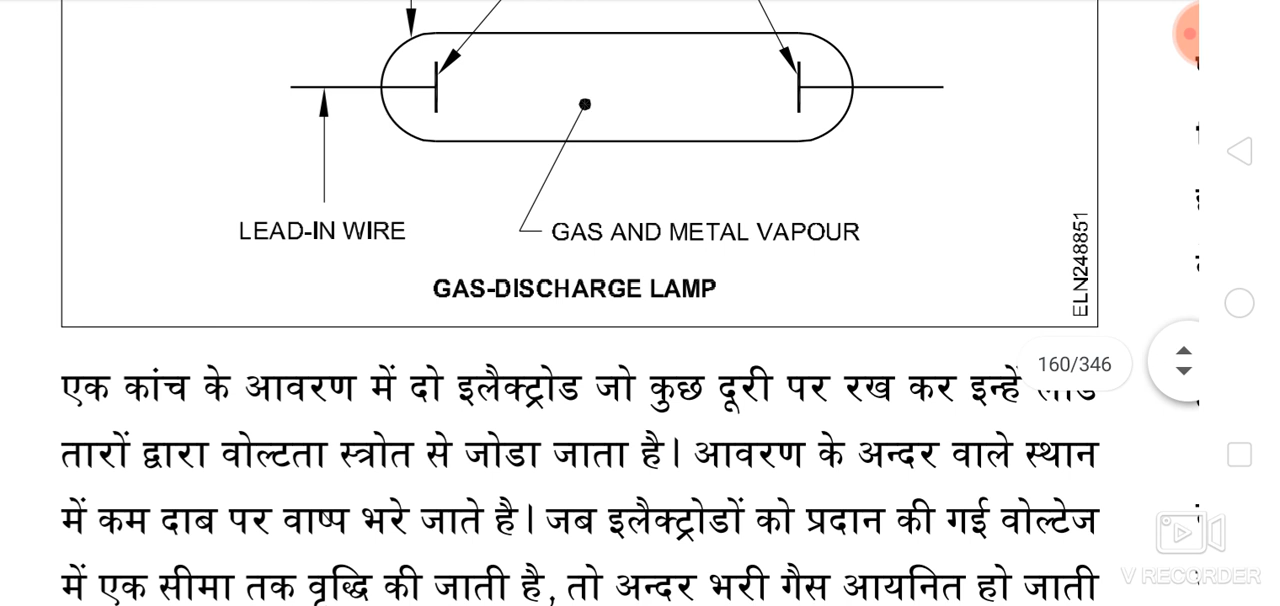 LEAD-IN WIRE
GAS AND METAL VAPOUR
GAS-DISCHARGE LAMP
ELN248851
160/346
एक कांच के आवरण में दो इलैक्ट्रोड जो कुछ दूरी पर रख कर इन्हें
तारों द्वारा वोल्टता स्त्रोत से जोडा जाता है। आवरण के अन्दर वाले स्थान
में कम दाब पर वाष्प भरे जाते है। जब इलैक्ट्रोडों को प्रदान की गई वोल्टेज
में एक सीमा तक वृद्धि की जाती है, तो अन्दर भरी गैस आयनित हो जाती
V RECORDER